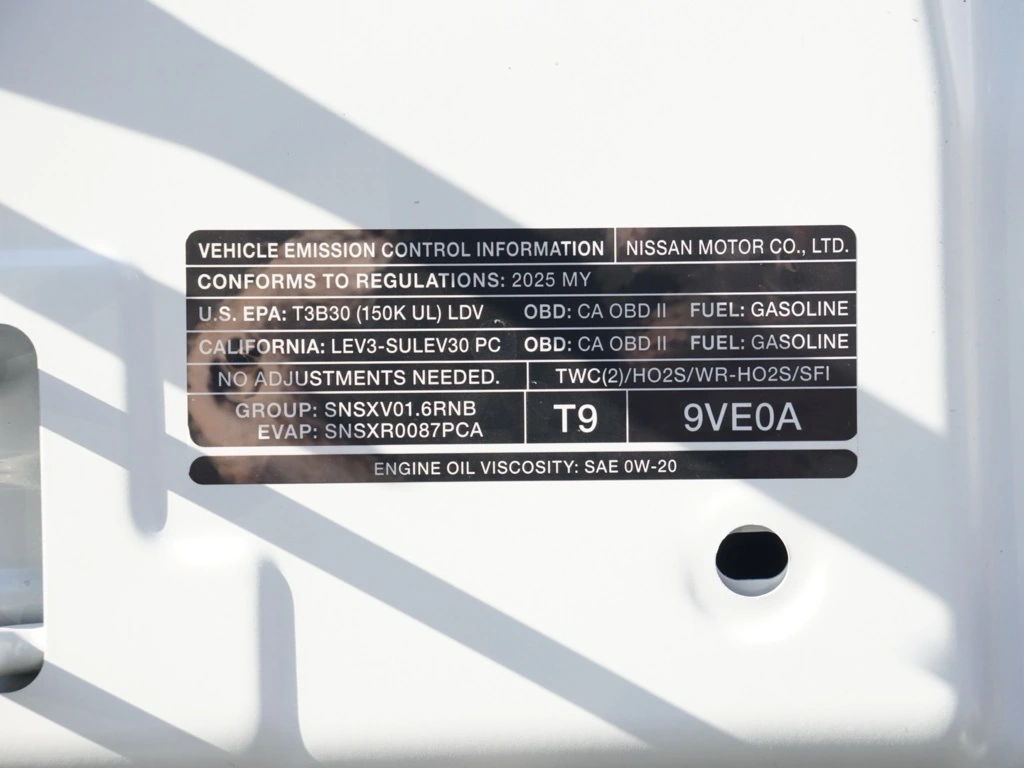 VEHICLE EMISSION CONTROL INFORMATION NISSAN MOTOR CO., LTD.
CONFORMS TO REGULATIONS: 2025 MY
U.S. EPA: T3B30 (150K UL) LDV OBD: CA OBD II FUEL: GASOLINE
CALIFORNIA: LEV3-SULEV30 PC OBD: CA OBD II FUEL: GASOLINE
NO ADJUSTMENTS NEEDED. TWC(2)/HO2S/WR-HO2S/SFI
GROUP: SNSXV01.6RNB
EVAP: SNSXR0087PCA
T9
9VE0A
ENGINE OIL VISCOSITY: SAE 0W-20